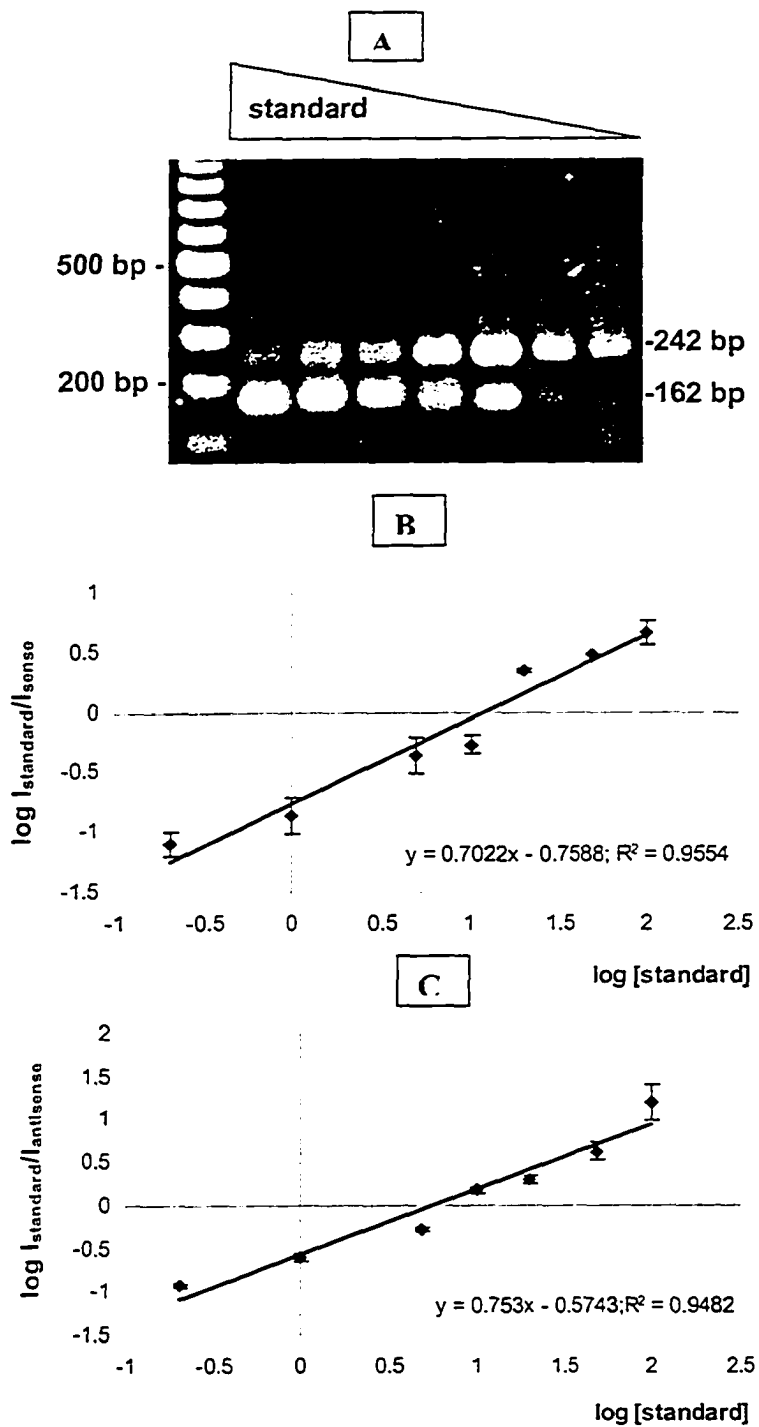 A
standard
500 bp -
-242 bp
200 bp -
-162 bp
B
1
0.5
0
-0.5
-1
-1.5
log Istandard/Isense
y = 0.7022x - 0.7588; R² = 0.9554
-1 -0.5 0 0.5 1 1.5 2 2.5
log [standard]
C
2
1.5
1
0.5
0
-0.5
-1
-1.5
log Istandard/Iantisense
y = 0.753x - 0.5743;R² = 0.9482
-1 -0.5 0 0.5 1 1.5 2 2.5
log [standard]